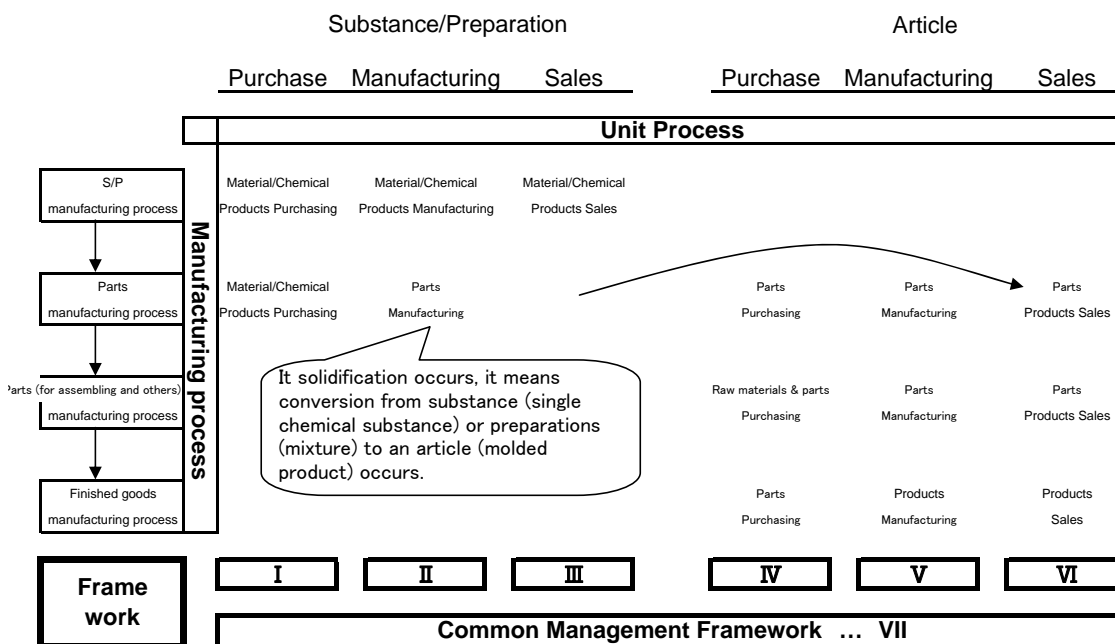 Substance/Preparation Article
Purchase Manufacturing Sales Purchase Manufacturing Sales
Unit Process
Manufacturing process
S/P Material/Chemical Material/Chemical Material/Chemical
manufacturing process Products Purchasing Products Manufacturing Products Sales
Parts Material/Chemical Parts Parts Parts Parts
manufacturing process Products Purchasing Manufacturing Purchasing Manufacturing Products Sales
It solidification occurs, it means
conversion from substance (single
chemical substance) or preparations
(mixture) to an article (molded
product) occurs.
Parts (for assembling and others) Raw materials & parts Parts Parts
manufacturing process Purchasing Manufacturing Products Sales
Finished goods Parts Products Products
manufacturing process Purchasing Manufacturing Sales
Frame
work
Ⅰ Ⅱ Ⅲ Ⅳ Ⅴ Ⅵ
Common Management Framework … VII